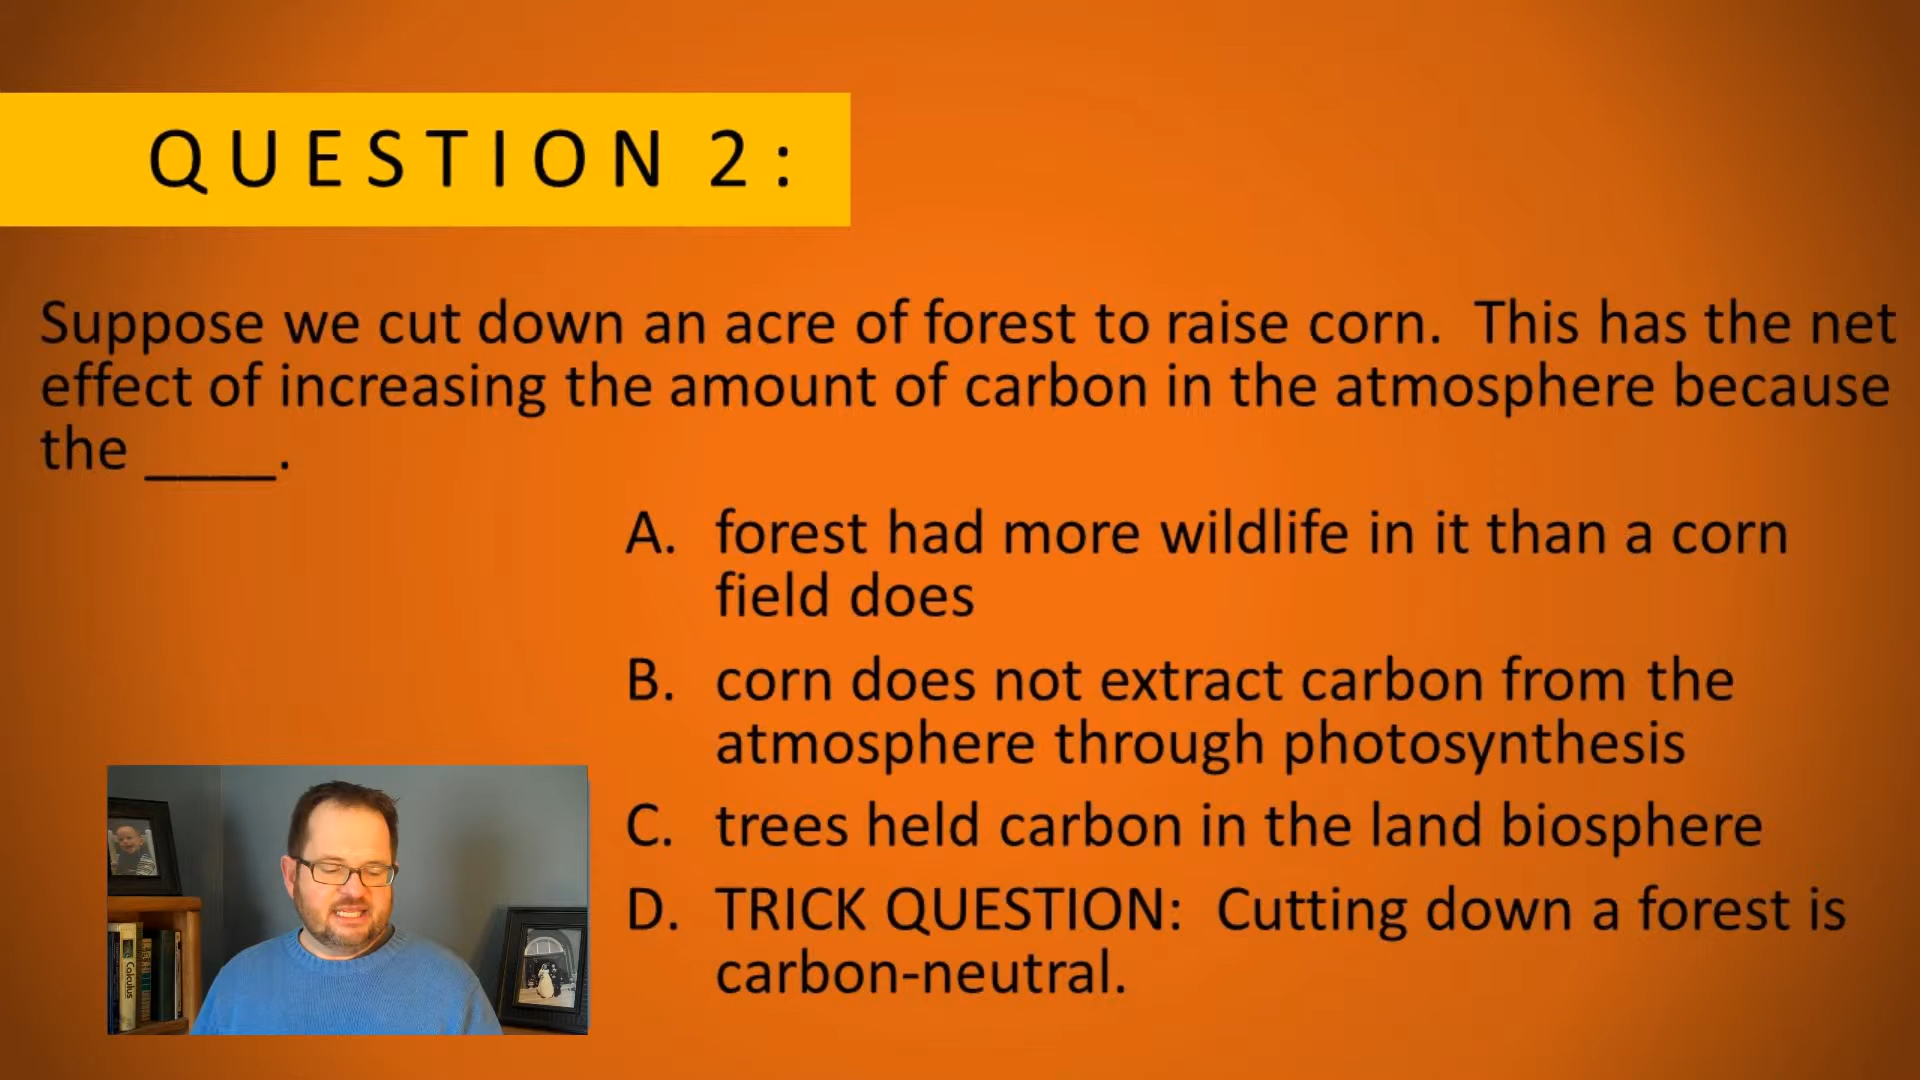 QUESTION 2:
Suppose we cut down an acre of forest to raise corn.  This has the net
effect of increasing the amount of carbon in the atmosphere because
the ____.
A. forest had more wildlife in it than a corn
field does
B. corn does not extract carbon from the
atmosphere through photosynthesis
C. trees held carbon in the land biosphere
D. TRICK QUESTION:  Cutting down a forest is
carbon-neutral.
Calculus